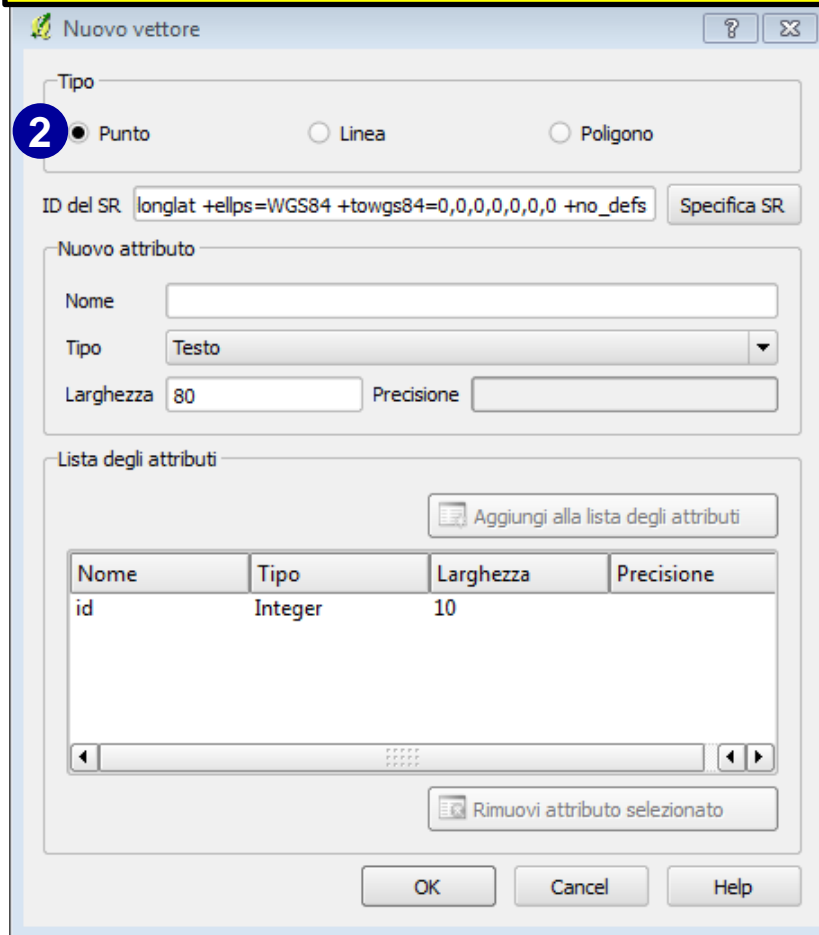 Nuovo vettore
Tipo
2 Punto Linea Poligono
ID del SR longlat +ellps=WGS84 +towgs84=0,0,0,0,0,0,0 +no_defs Specifica SR
Nuovo attributo
Nome
Tipo Testo
Larghezza 80 Precisione
Lista degli attributi
Aggiungi alla lista degli attributi
Nome Tipo Larghezza Precisione
id Integer 10
Rimuovi attributo selezionato
OK Cancel Help